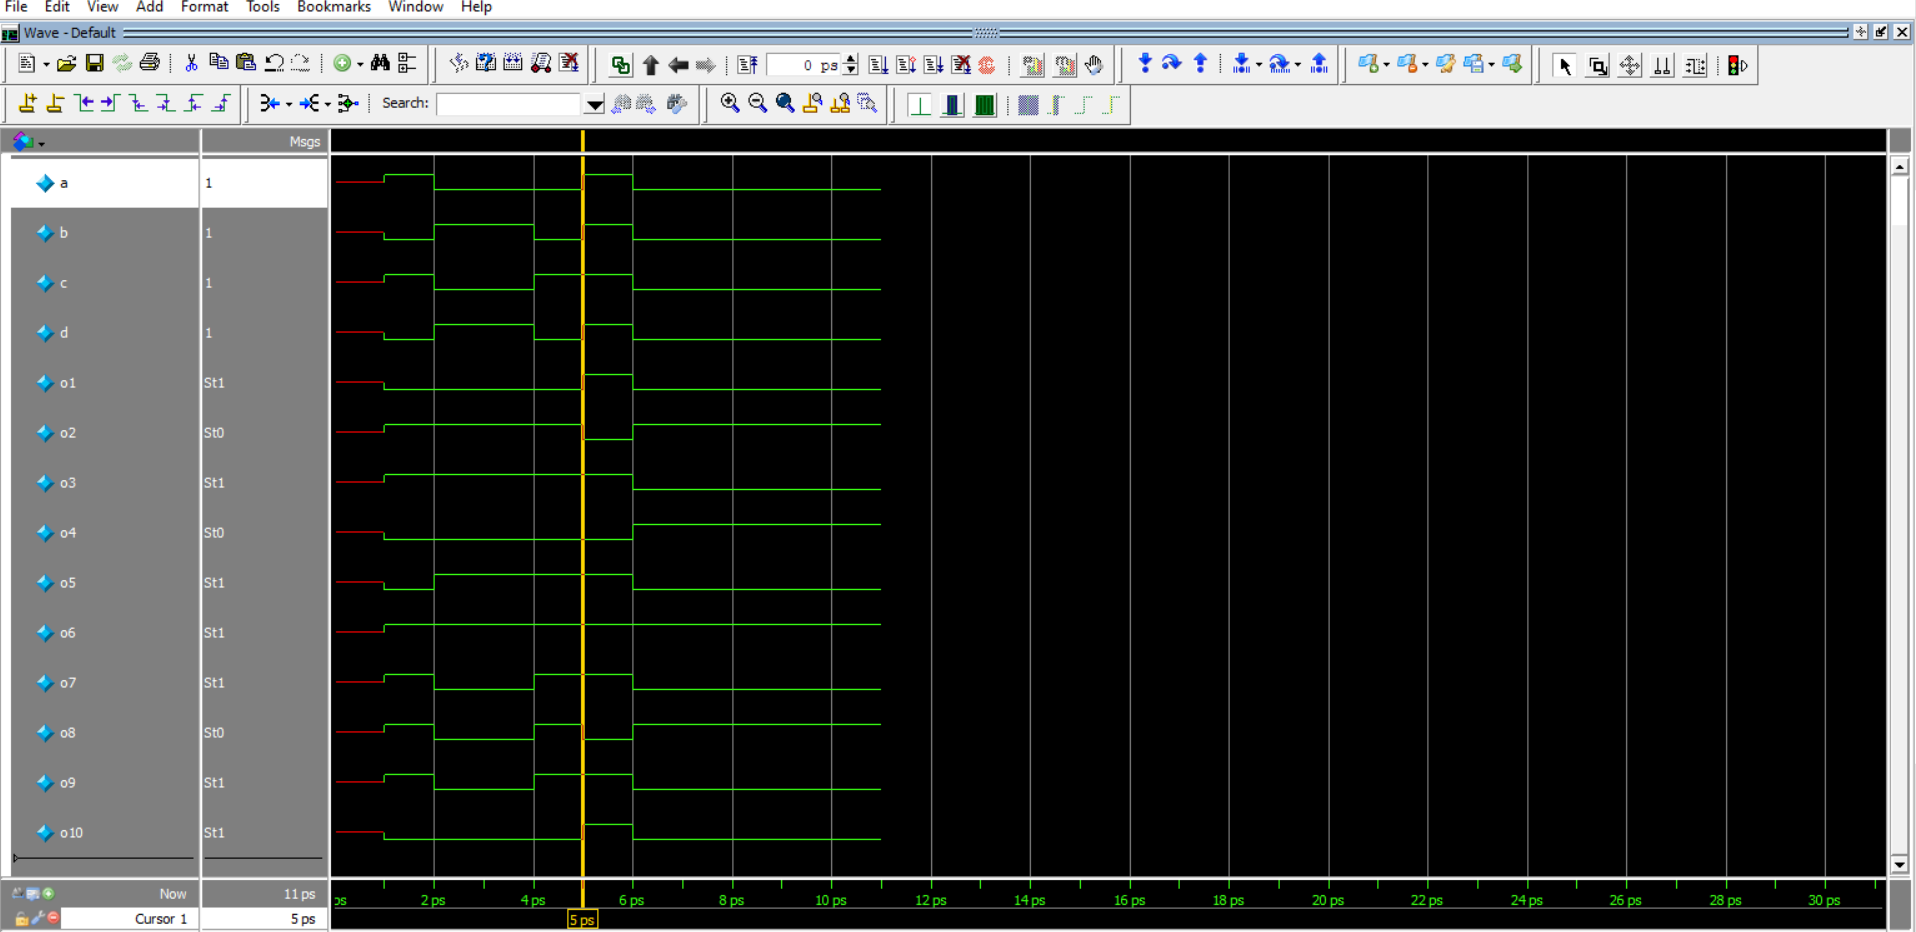 File Edit View Add Format Tools Bookmarks Window Help
Wave - Default
0 ps
Search:
Msgs
a 1
b 1
c 1
d 1
o1 St1
o2 St0
o3 St1
o4 St0
o5 St1
o6 St1
o7 St1
o8 St0
o9 St1
o10 St1
Now 11 ps
ps 2 ps 4 ps 6 ps 8 ps 10 ps 12 ps 14 ps 16 ps 18 ps 20 ps 22 ps 24 ps 26 ps 28 ps 30 ps
Cursor 1 5 ps
5 ps